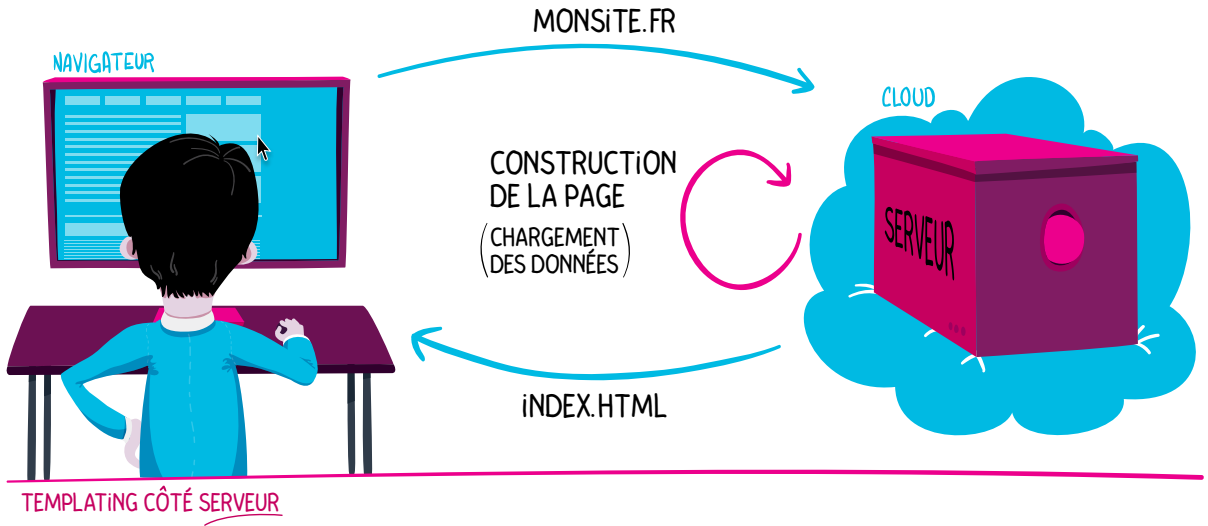 MONSiTE.FR
NAVIGATEUR
CLOUD
CONSTRUCTiON
DE LA PAGE
(CHARGEMENT
DES DONNÉES)
SERVEUR
iNDEX.HTML
TEMPLATiNG CÔTÉ SERVEUR